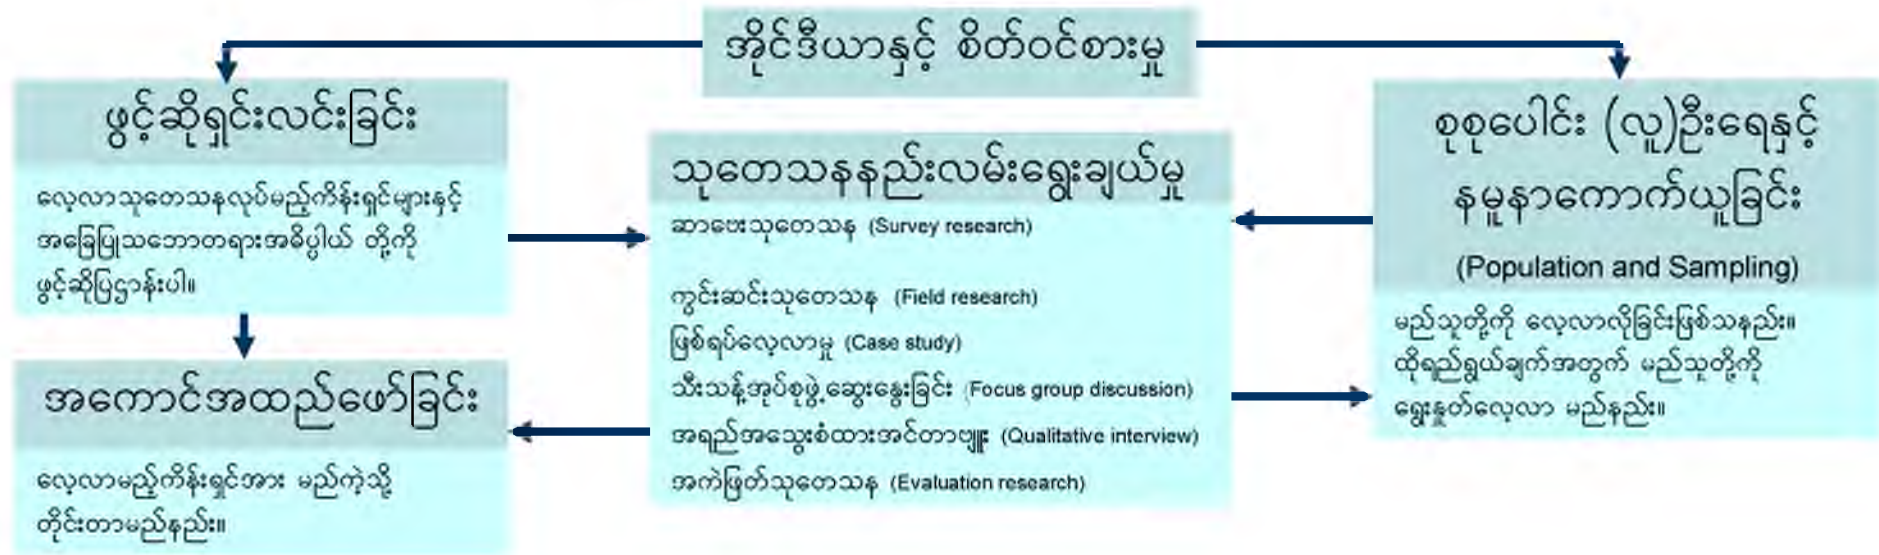 အိုင်ဒီယာနှင့် စိတ်ဝင်စားမှု
ဖွင့်ဆိုရှင်းလင်းခြင်း
လေ့လာသုတေသနလုပ်မည့်ကိန်းရှင်များနှင့်
အခြေပြုသဘောတရားအဓိပ္ပါယ် တို့ကို
ဖွင့်ဆိုပြဌာန်းပါ။
အကောင်အထည်ဖော်ခြင်း
လေ့လာမည့်ကိန်းရှင်အား မည်ကဲ့သို့
တိုင်းတာမည်နည်း။
သုတေသနနည်းလမ်းရွေးချယ်မှု
ဆာဗေးသုတေသန (Survey research)
ကွင်းဆင်းသုတေသန (Field research)
ဖြစ်ရပ်လေ့လာမှု (Case study)
သီးသန့်အုပ်စုဖွဲ့ဆွေးနွေးခြင်း (Focus group discussion)
အရည်အသွေးစံထားအင်တာဗျူး (Qualitative interview)
အကဲဖြတ်သုတေသန (Evaluation research)
စုစုပေါင်း (လူ)ဦးရေနှင့်
နမူနာကောက်ယူခြင်း
(Population and Sampling)
မည်သူတို့ကို လေ့လာလိုခြင်းဖြစ်သနည်း။
ထိုရည်ရွယ်ချက်အတွက် မည်သူတို့ကို
ရွေးနှုတ်လေ့လာ မည်နည်း။